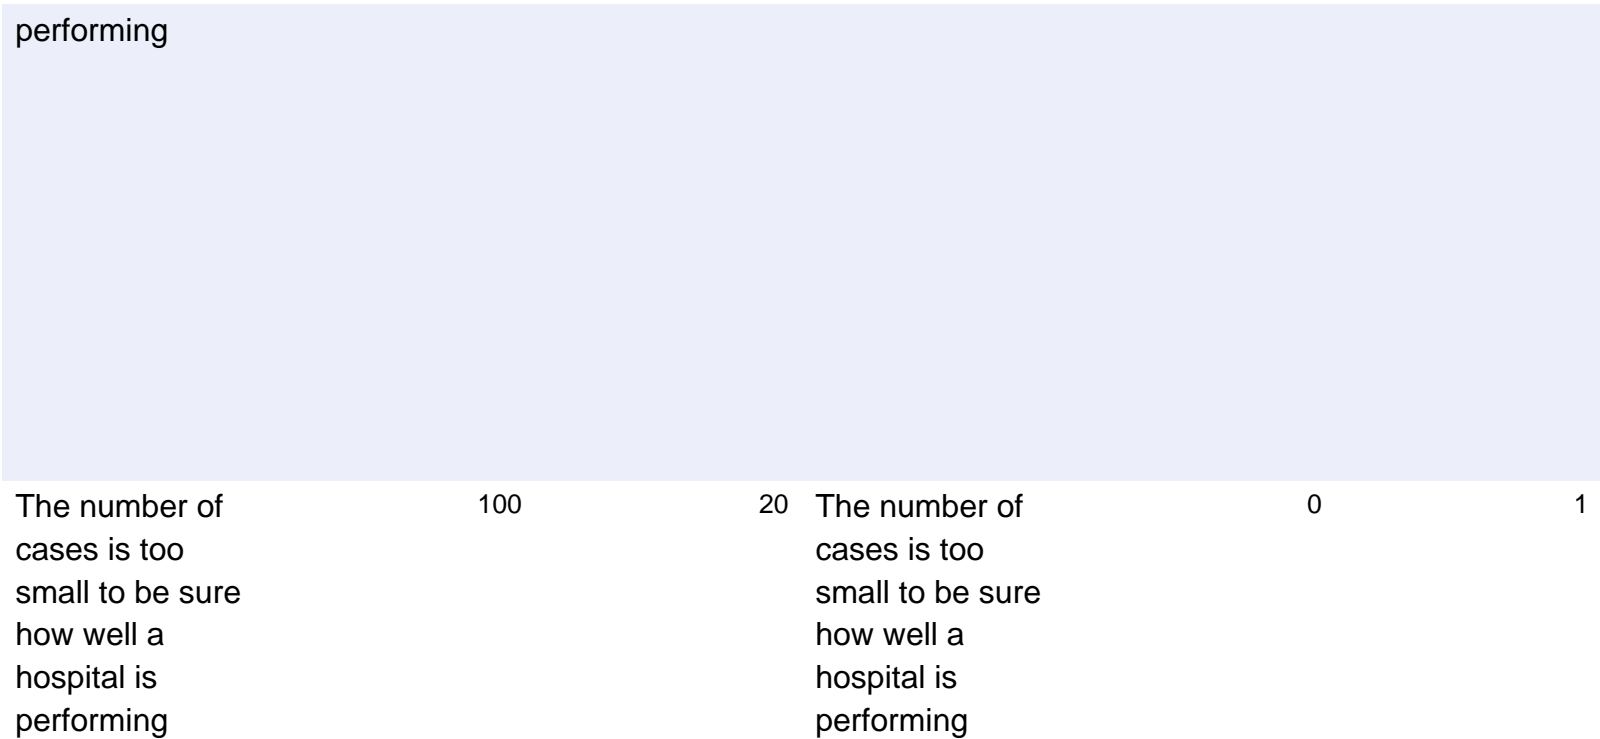 performing
The number of 100 20 The number of 0 1
cases is too cases is too
small to be sure small to be sure
how well a how well a
hospital is hospital is
performing performing